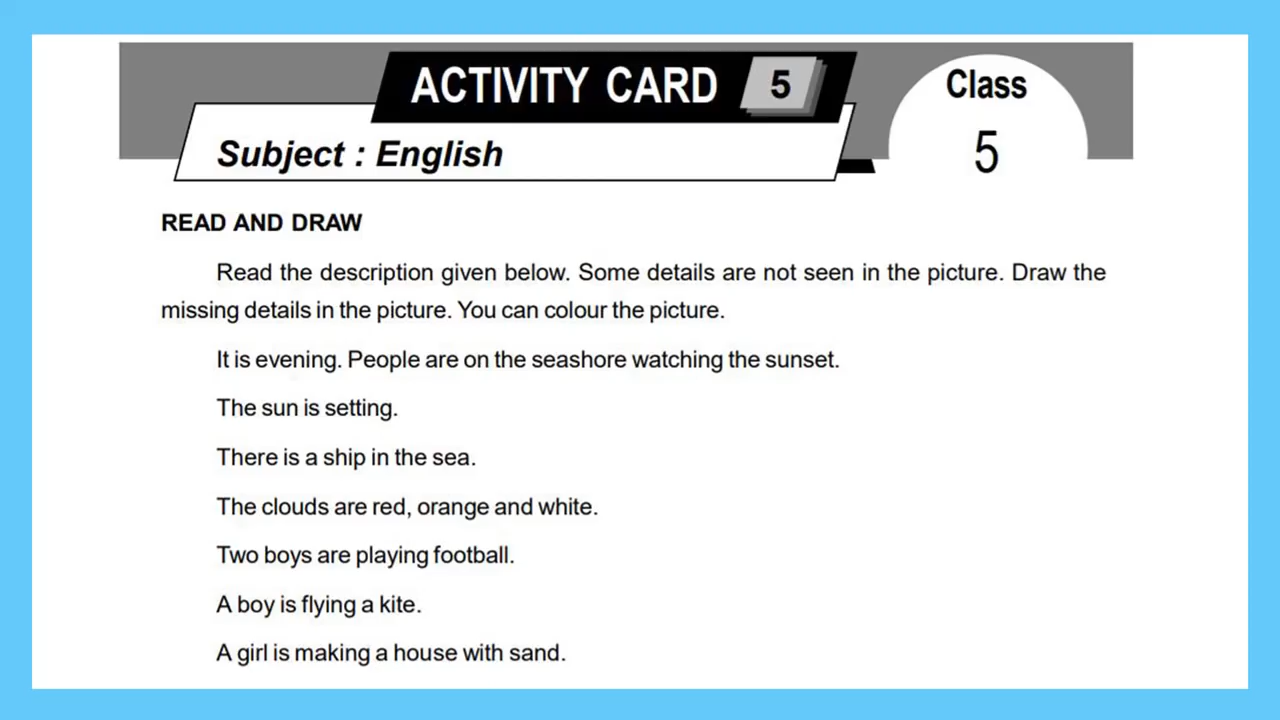 ACTIVITY CARD 5
Class
5
Subject : English
READ AND DRAW
Read the description given below. Some details are not seen in the picture. Draw the
missing details in the picture. You can colour the picture.
It is evening. People are on the seashore watching the sunset.
The sun is setting.
There is a ship in the sea.
The clouds are red, orange and white.
Two boys are playing football.
A boy is flying a kite.
A girl is making a house with sand.